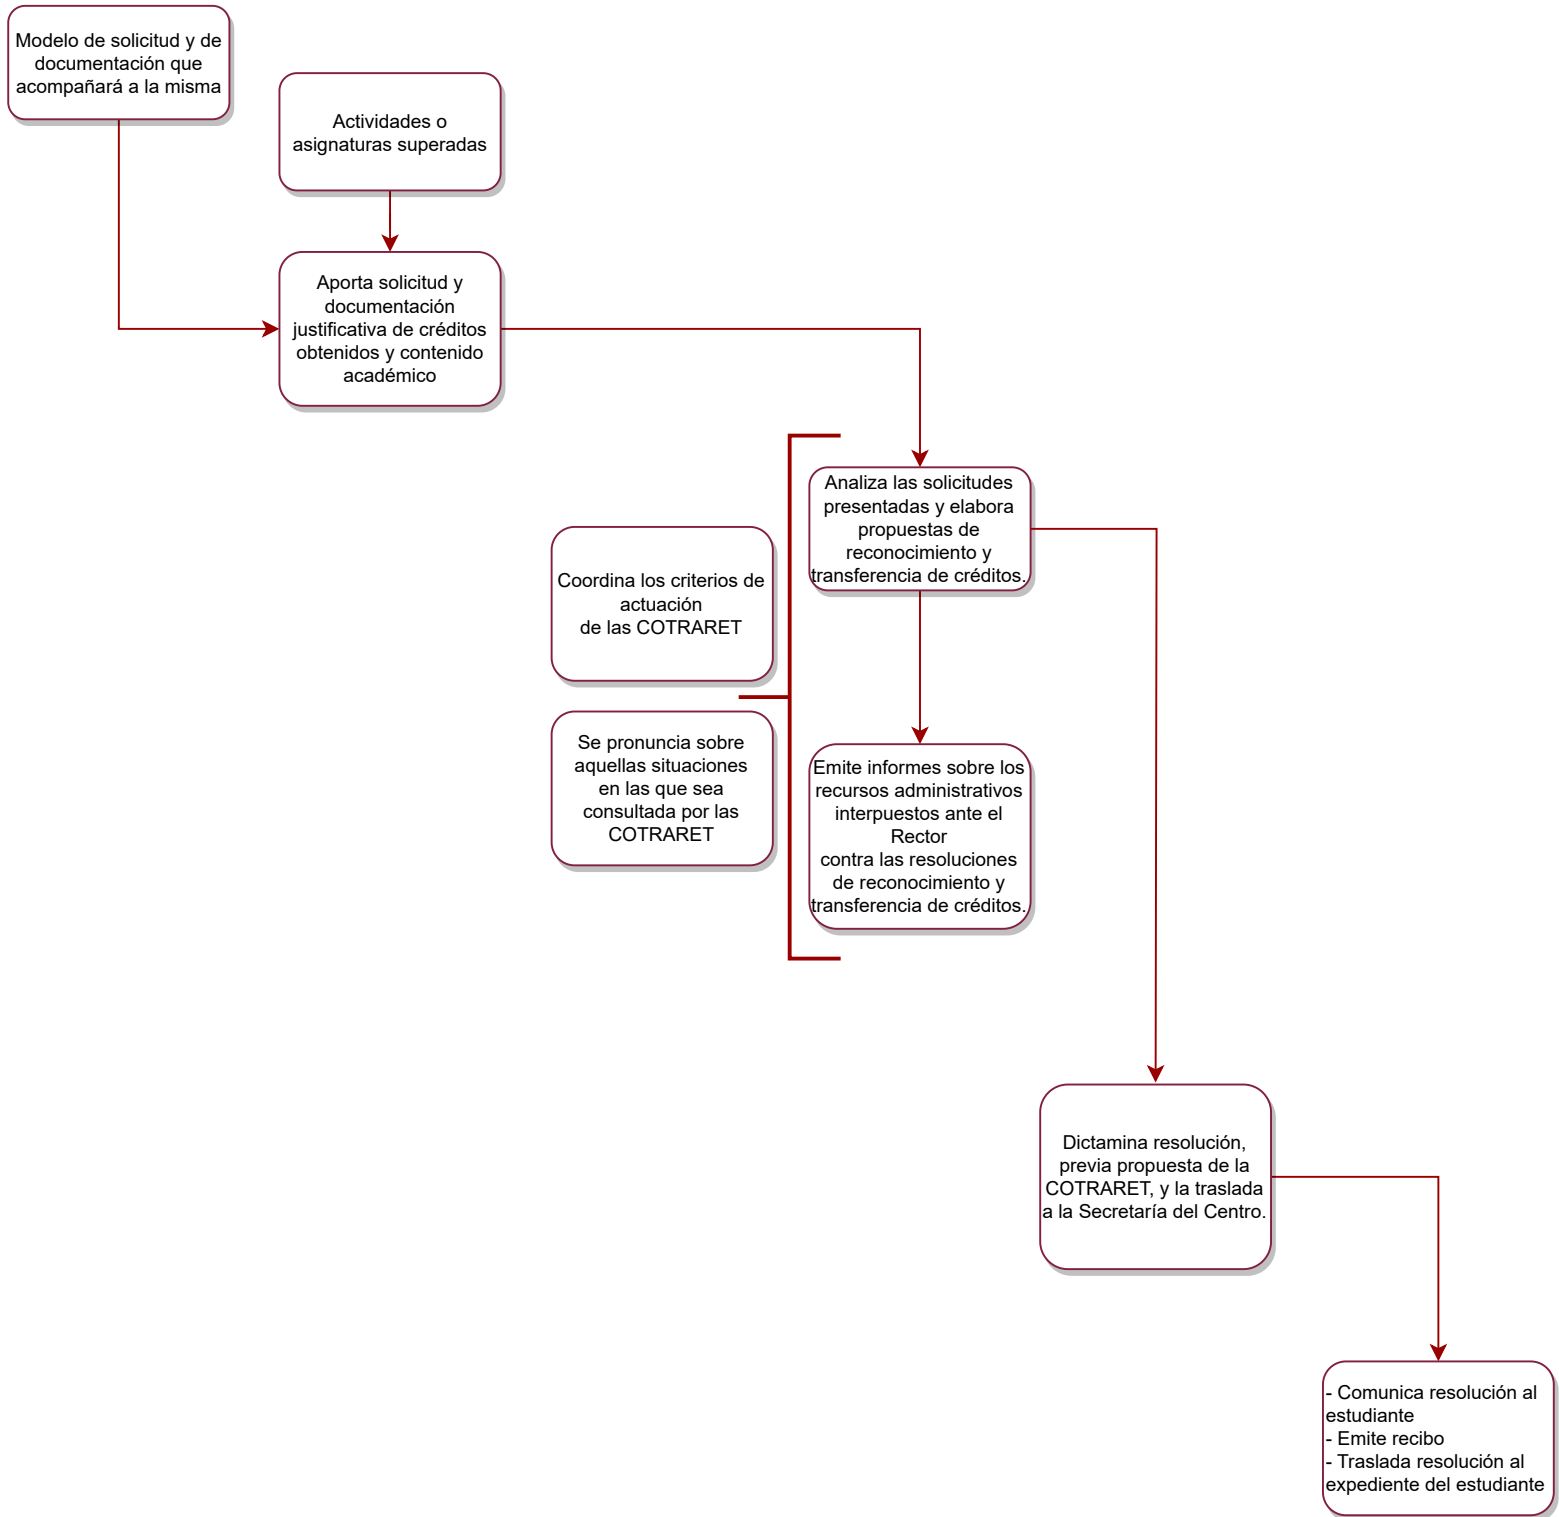 Modelo de solicitud y de
documentación que
acompañará a la misma
Actividades o
asignaturas superadas
Aporta solicitud y
documentación
justificativa de créditos
obtenidos y contenido
académico
Analiza las solicitudes
presentadas y elabora
propuestas de
reconocimiento y
transferencia de créditos.
Coordina los criterios de
actuación
de las COTRARET
Se pronuncia sobre
aquellas situaciones
en las que sea
consultada por las
COTRARET
Emite informes sobre los
recursos administrativos
interpuestos ante el
Rector
contra las resoluciones
de reconocimiento y
transferencia de créditos.
Dictamina resolución,
previa propuesta de la
COTRARET, y la traslada
a la Secretaría del Centro.
- Comunica resolución al
estudiante
- Emite recibo
- Traslada resolución al
expediente del estudiante